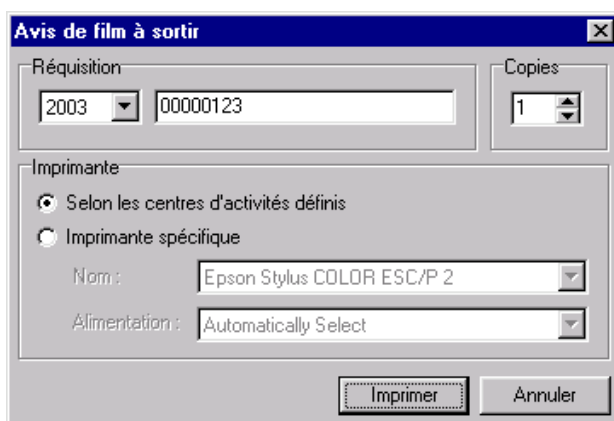 Avis de film à sortir
Réquisition
Copies
2003 00000123
1
Imprimante
Selon les centres d'activités définis
Imprimante spécifique
Nom : Epson Stylus COLOR ESC/P 2
Alimentation : Automatically Select
Imprimer Annuler